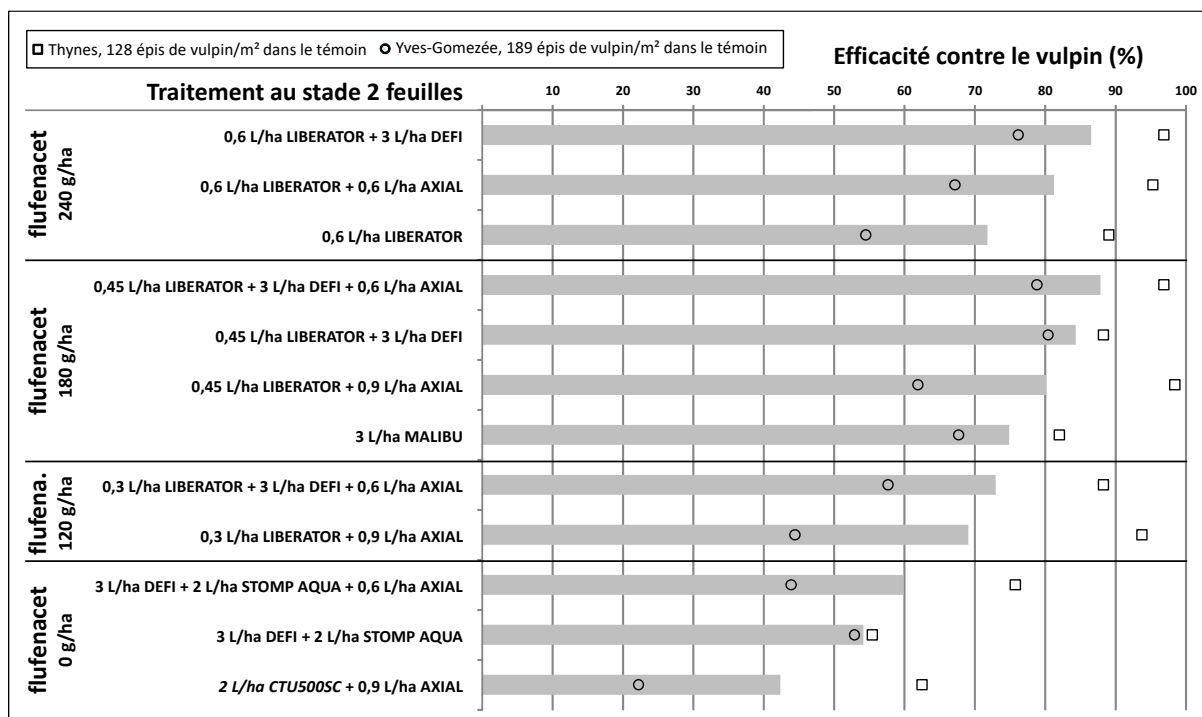 Thynes, 128 épis de vulpin/m² dans le témoin
Yves-Gomezée, 189 épis de vulpin/m² dans le témoin
Efficacité contre le vulpin (%)
Traitement au stade 2 feuilles
10 20 30 40 50 60 70 80 90 100
flufenacet
240 g/ha
0,6 L/ha LIBERATOR + 3 L/ha DEFI
0,6 L/ha LIBERATOR + 0,6 L/ha AXIAL
0,6 L/ha LIBERATOR
flufenacet
180 g/ha
0,45 L/ha LIBERATOR + 3 L/ha DEFI + 0,6 L/ha AXIAL
0,45 L/ha LIBERATOR + 3 L/ha DEFI
0,45 L/ha LIBERATOR + 0,9 L/ha AXIAL
3 L/ha MALIBU
flufena.
120 g/ha
0,3 L/ha LIBERATOR + 3 L/ha DEFI + 0,6 L/ha AXIAL
0,3 L/ha LIBERATOR + 0,9 L/ha AXIAL
flufenacet
0 g/ha
3 L/ha DEFI + 2 L/ha STOMP AQUA + 0,6 L/ha AXIAL
3 L/ha DEFI + 2 L/ha STOMP AQUA
2 L/ha CTU500SC + 0,9 L/ha AXIAL